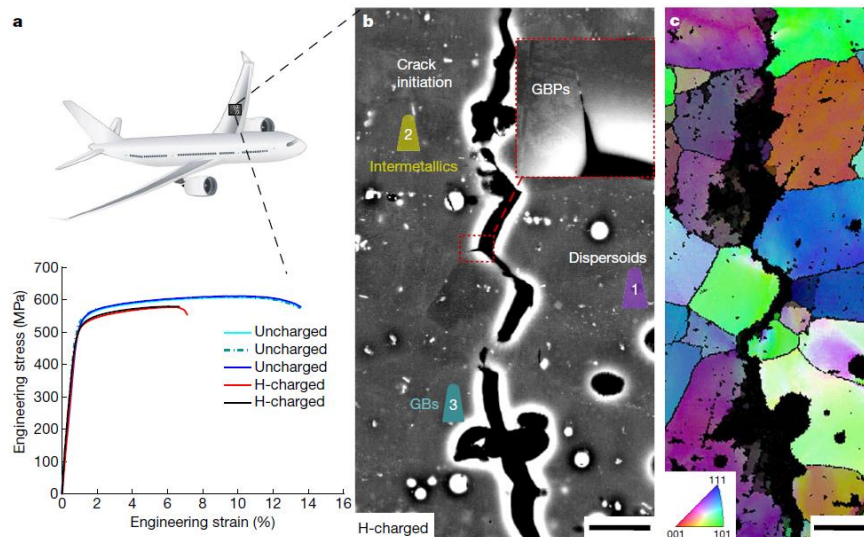 a
700
600
500
400
300
200
100
0
Engineering stress (MPa)
Uncharged
Uncharged
Uncharged
H-charged
H-charged
0 2 4 6 8 10 12 14 16
Engineering strain (%)
b
Crack
initiation
2
Intermetallics
GBPs
Dispersoids
1
GBs
3
H-charged
c
111
001
101